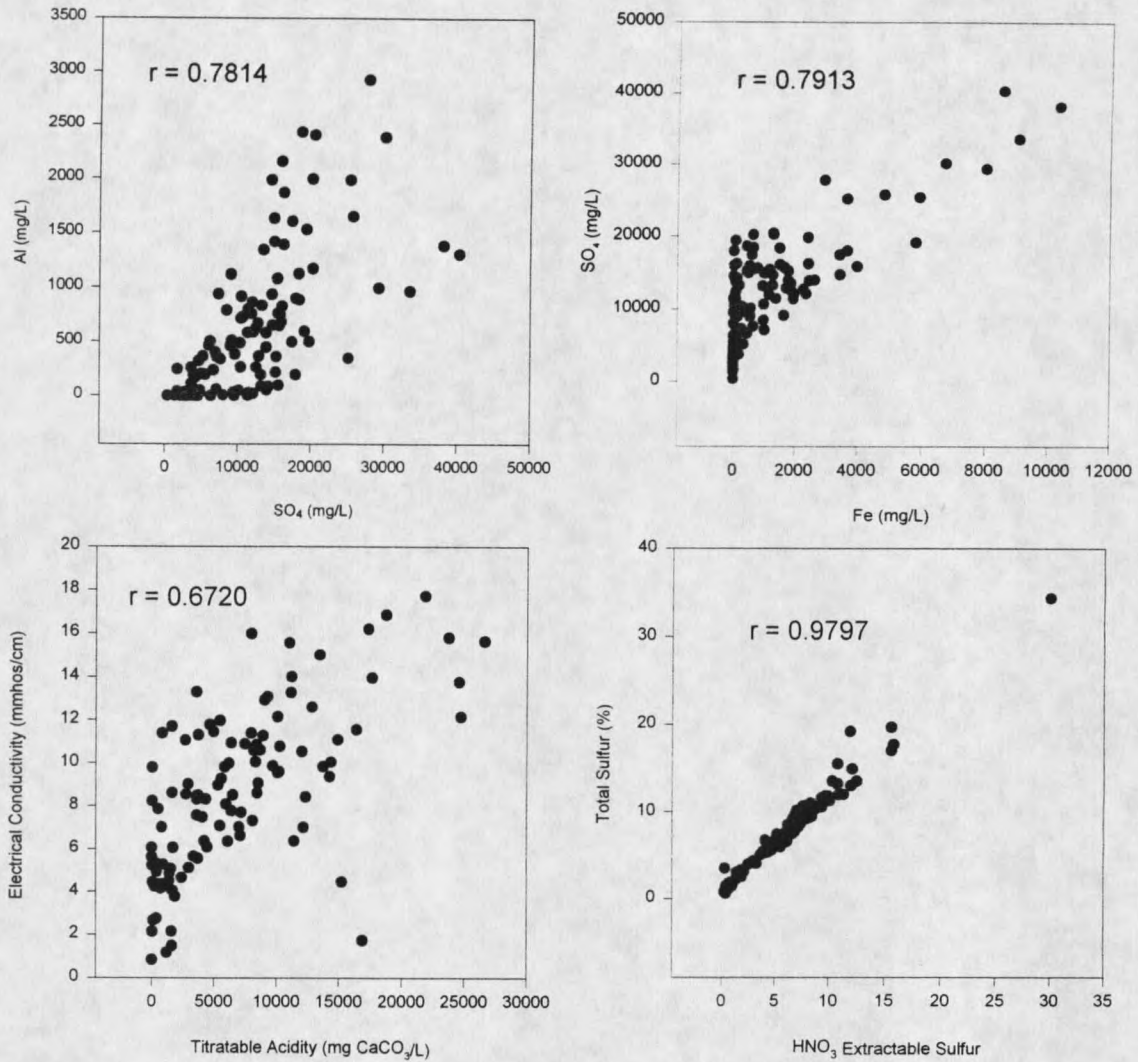 3500
3000
2500
2000
1500
1000
500
0
Al (mg/L)
r = 0.7814
0 10000 20000 30000 40000 50000
SO₄ (mg/L)
50000
40000
30000
20000
10000
0
SO₄ (mg/L)
r = 0.7913
0 2000 4000 6000 8000 10000 12000
Fe (mg/L)
20
18
16
14
12
10
8
6
4
2
0
Electrical Conductivity (mmhos/cm)
r = 0.6720
0 5000 10000 15000 20000 25000 30000
Titratable Acidity (mg CaCO₃/L)
40
30
20
10
0
Total Sulfur (%)
r = 0.9797
0 5 10 15 20 25 30 35
HNO₃ Extractable Sulfur